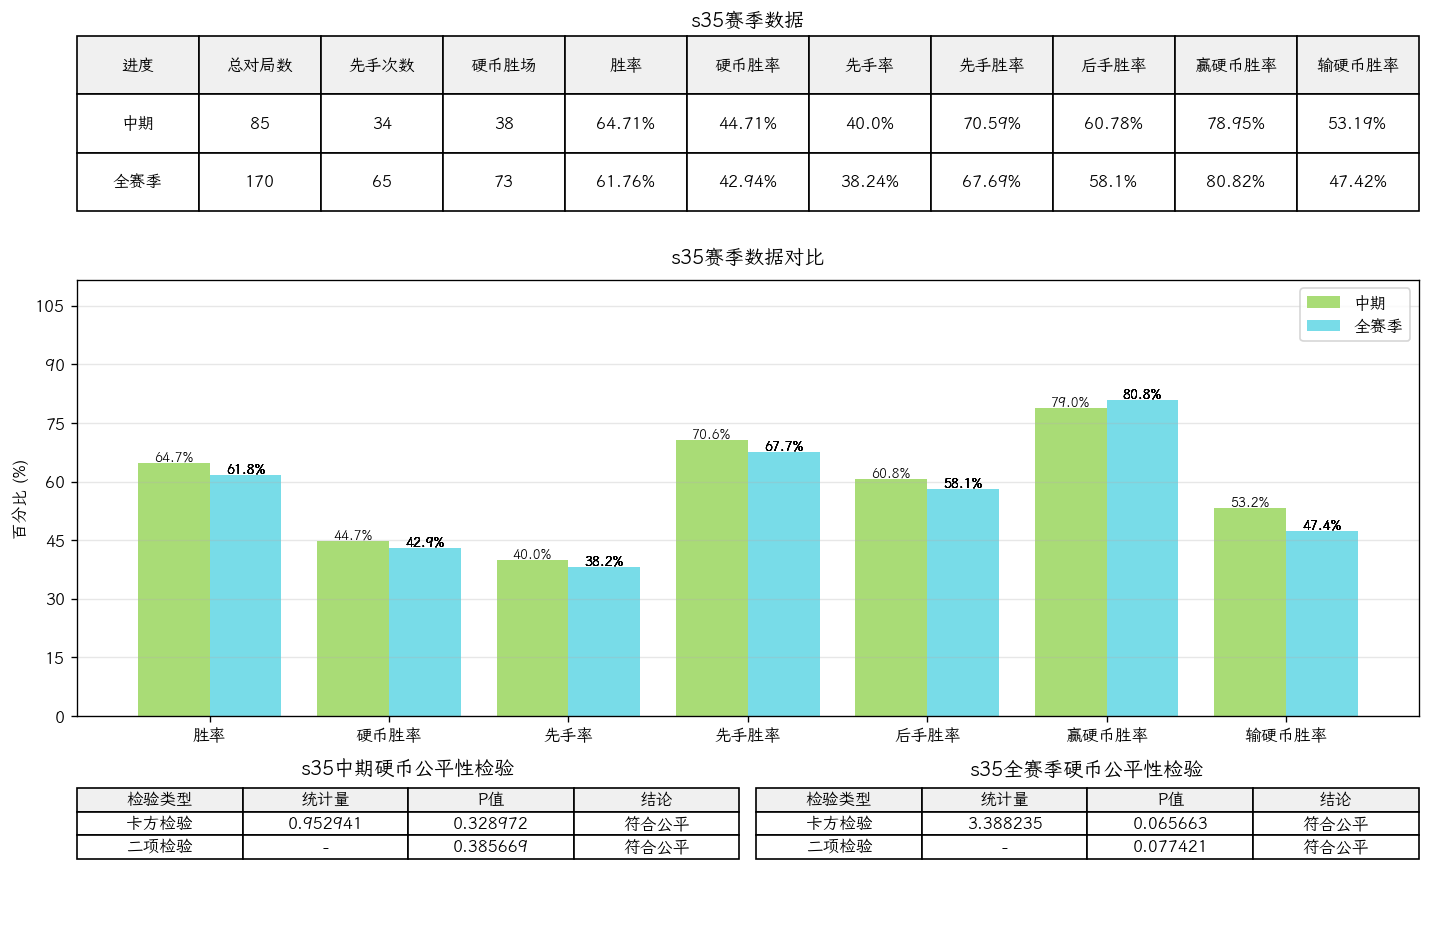 s35赛季数据
进度 总对局数 先手次数 硬币胜场 胜率 硬币胜率 先手率 先手胜率 后手胜率 赢硬币胜率 输硬币胜率
中期 85 34 38 64.71% 44.71% 40.0% 70.59% 60.78% 78.95% 53.19%
全赛季 170 65 73 61.76% 42.94% 38.24% 67.69% 58.1% 80.82% 47.42%
s35赛季数据对比
百分比 (%)
105
90
75
60
45
30
15
0
中期
全赛季
64.7% 61.8% 44.7% 42.9% 40.0% 38.2% 70.6% 67.7% 60.8% 58.1% 79.0% 80.8% 53.2% 47.4%
胜率 硬币胜率 先手率 先手胜率 后手胜率 赢硬币胜率 输硬币胜率
s35中期硬币公平性检验
检验类型 统计量 P值 结论
卡方检验 0.952941 0.328972 符合公平
二项检验 - 0.385669 符合公平
s35全赛季硬币公平性检验
检验类型 统计量 P值 结论
卡方检验 3.388235 0.065663 符合公平
二项检验 - 0.077421 符合公平